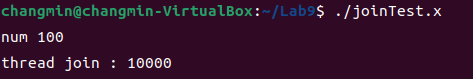 changmin@changmin-VirtualBox:~/Lab9$ ./joinTest.x
num 100
thread join : 10000